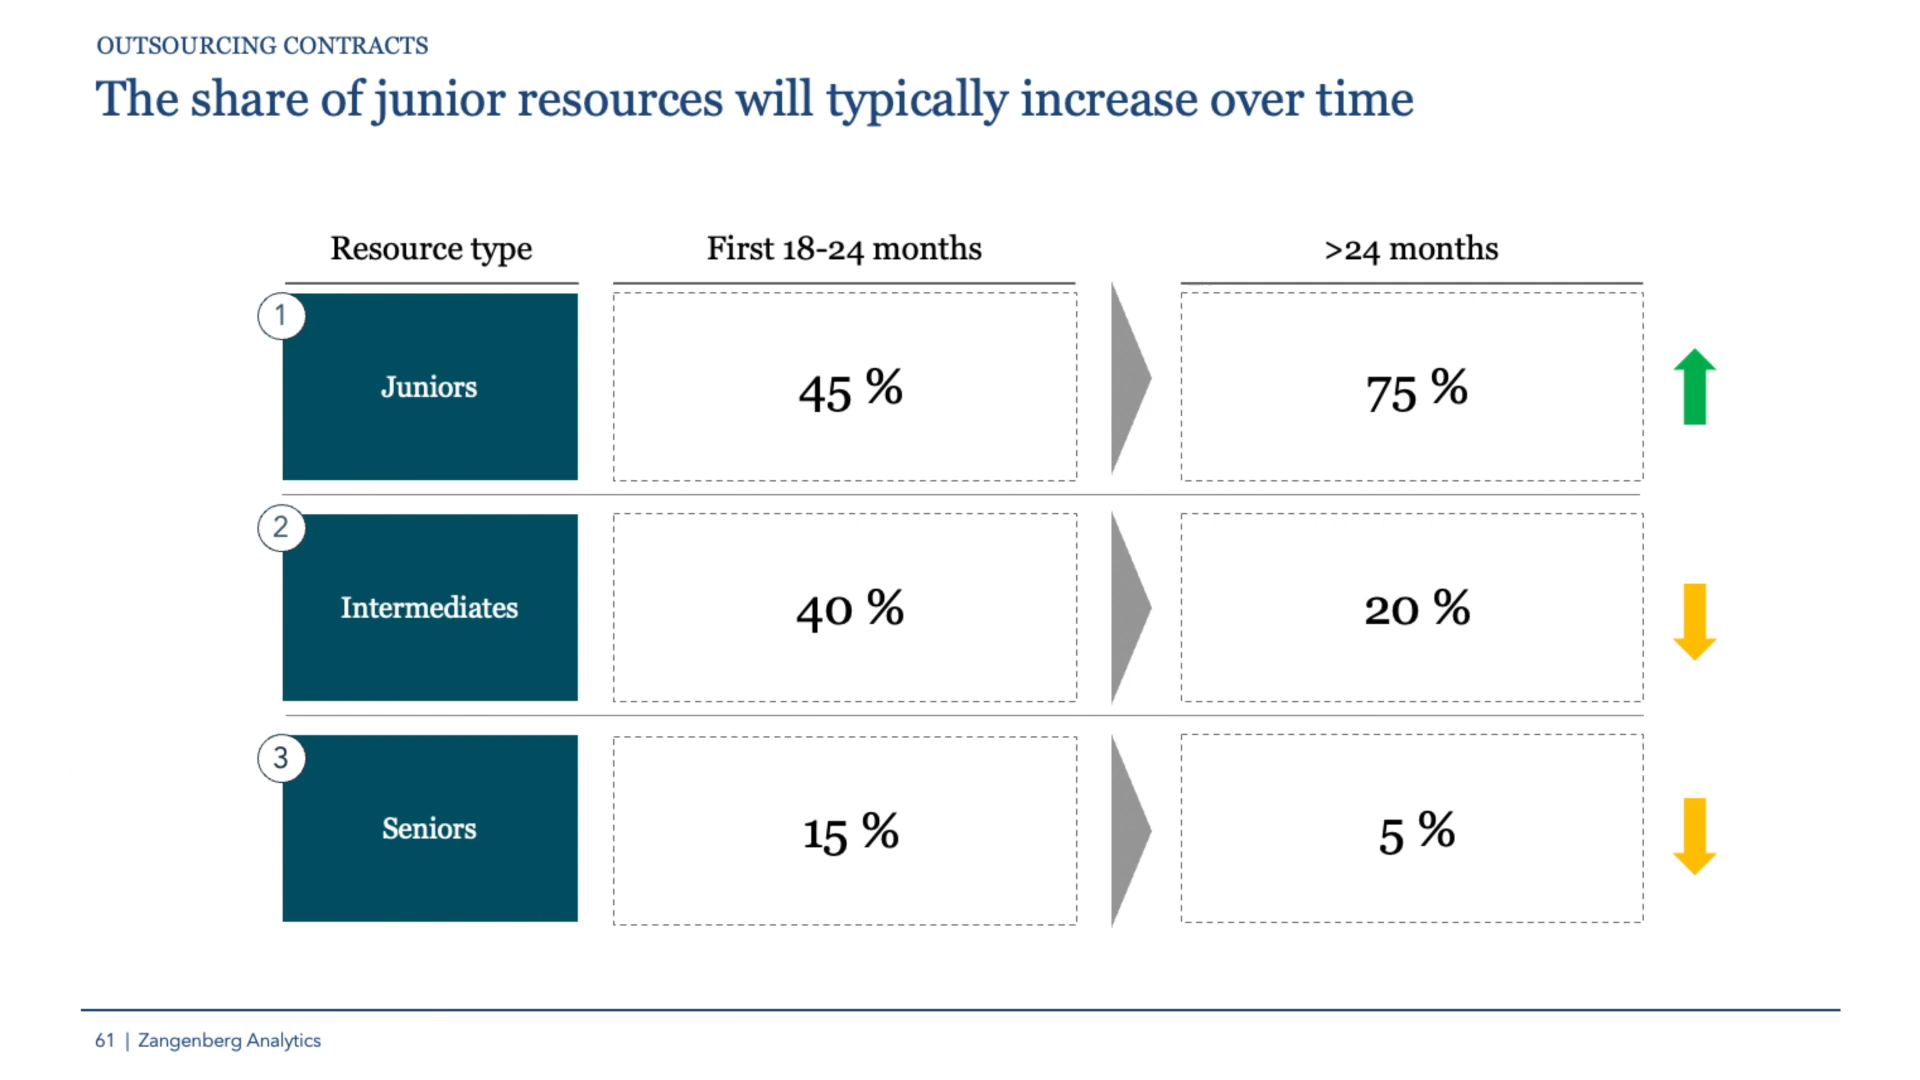 OUTSOURCING CONTRACTS
The share of junior resources will typically increase over time
Resource type
First 18-24 months
>24 months
1
Juniors
45 %
75 %
2
Intermediates
40 %
20 %
3
Seniors
15 %
5 %
61 | Zangenberg Analytics